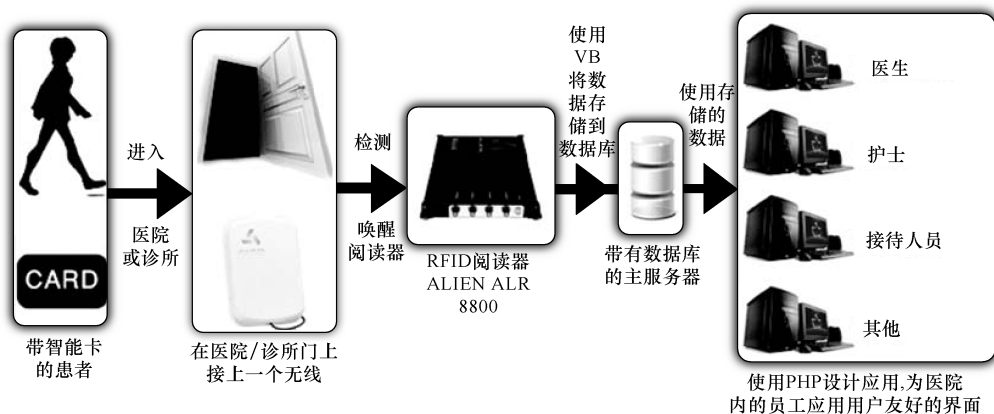 CARD
带智能卡
的患者
进入
医院
或诊所
在医院/诊所门上
接上一个无线
检测
唤醒
阅读器
RFID阅读器
ALIEN ALR
8800
使用
VB
将数
据存
储到
数据库
带有数据库
的主服务器
使用存
储的
数据
医生
护士
接待人员
其他
使用PHP设计应用,为医院
内的员工应用用户友好的界面